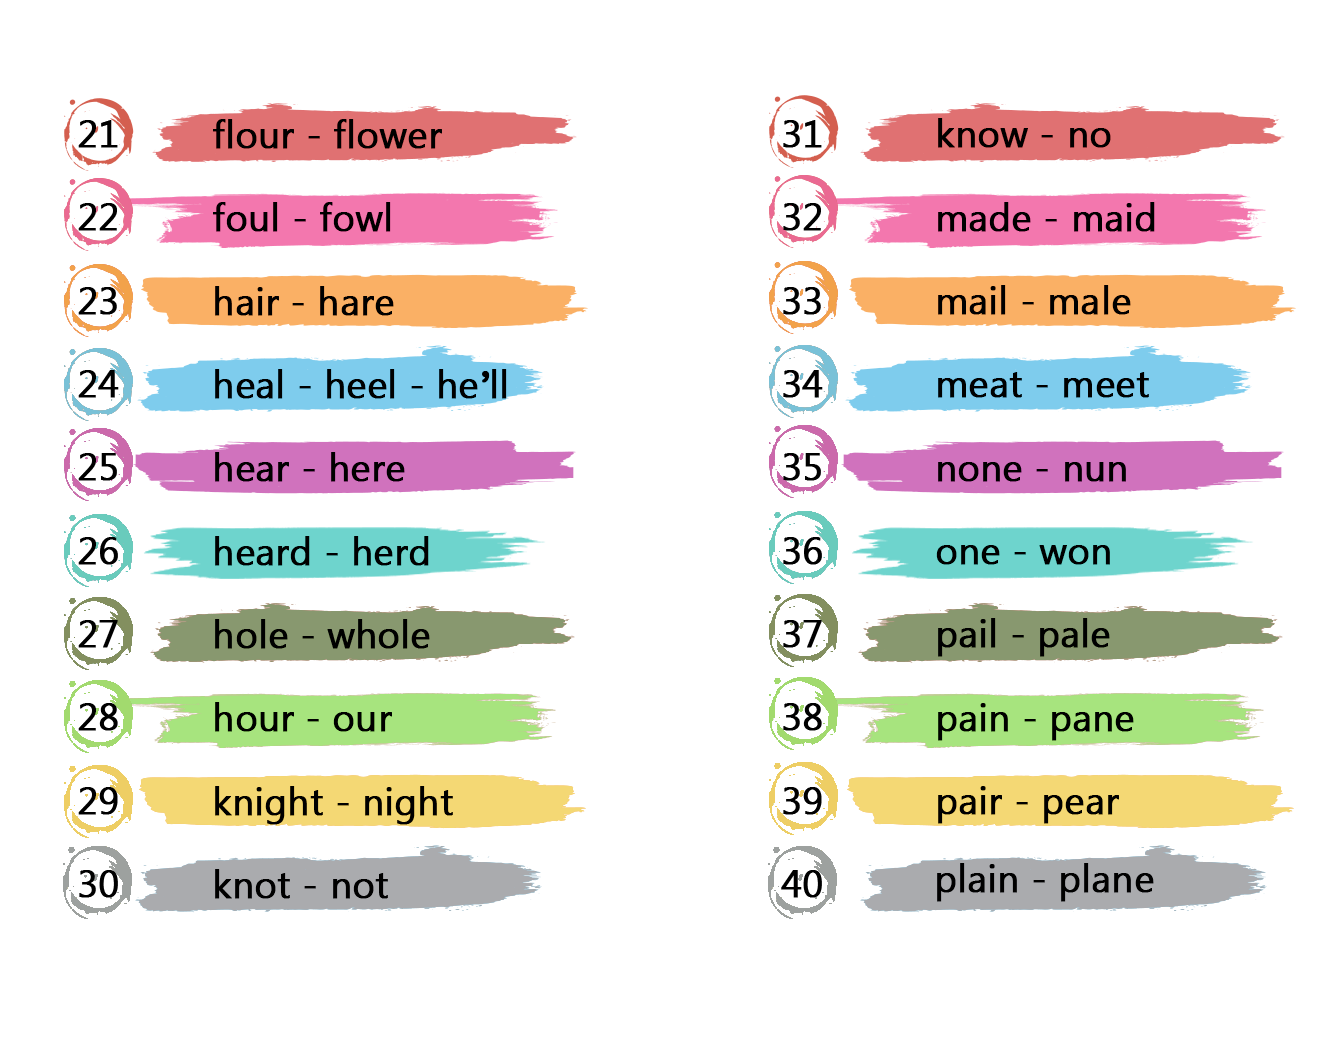 21 flour - flower
22 foul - fowl
23 hair - hare
24 heal - heel - he’ll
25 hear - here
26 heard - herd
27 hole - whole
28 hour - our
29 knight - night
30 knot - not
31 know - no
32 made - maid
33 mail - male
34 meat - meet
35 none - nun
36 one - won
37 pail - pale
38 pain - pane
39 pair - pear
40 plain - plane